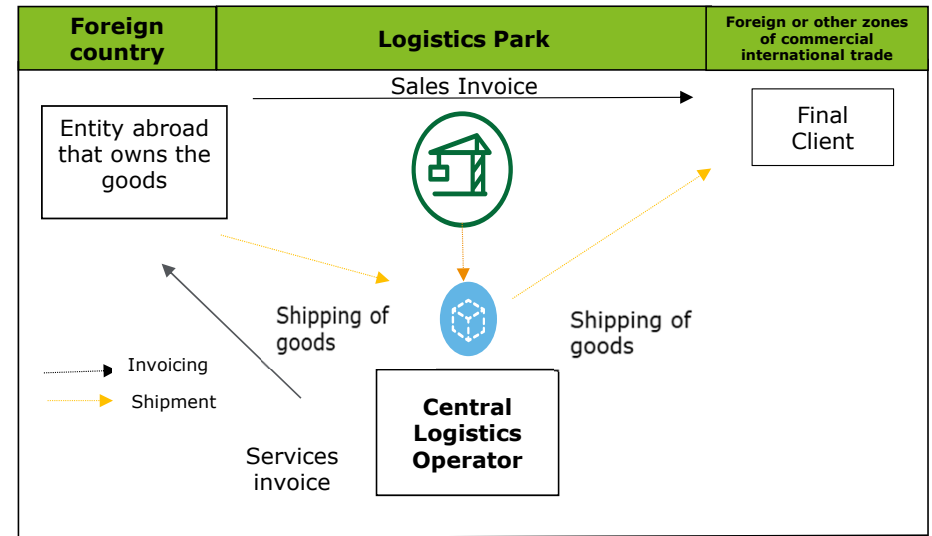 Foreign
country
Logistics Park
Foreign or other zones
of commercial
international trade
Sales Invoice
Entity abroad
that owns the
goods
Final
Client
Shipping of
goods
Shipping of
goods
Invoicing
Shipment
Central
Logistics
Operator
Services
invoice